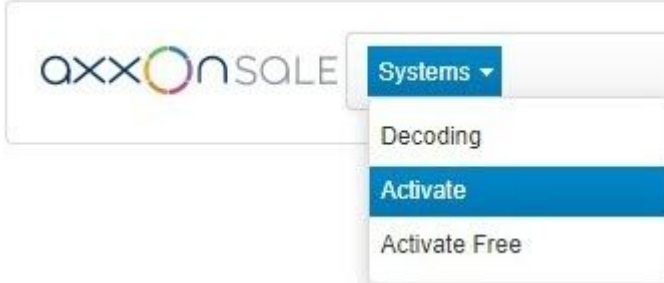 axxonsale
Systems
Decoding
Activate
Activate Free